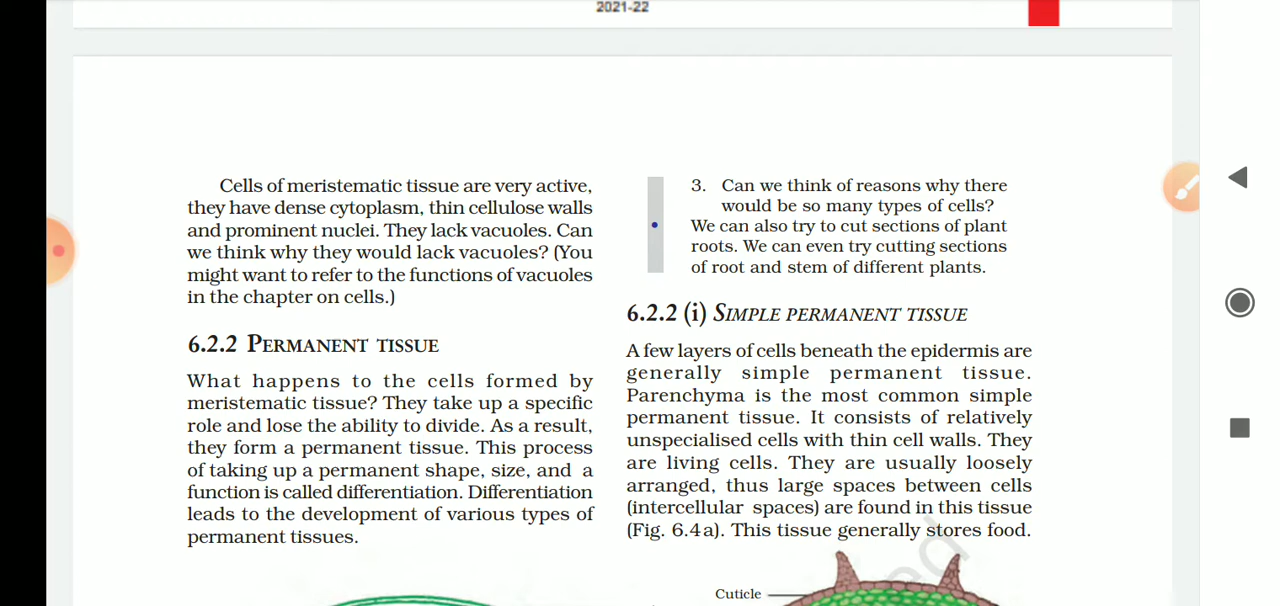 2021-22
Cells of meristematic tissue are very active,
they have dense cytoplasm, thin cellulose walls
and prominent nuclei. They lack vacuoles. Can
we think why they would lack vacuoles? (You
might want to refer to the functions of vacuoles
in the chapter on cells.)
6.2.2 PERMANENT TISSUE
What happens to the cells formed by
meristematic tissue? They take up a specific
role and lose the ability to divide. As a result,
they form a permanent tissue. This process
of taking up a permanent shape, size, and a
function is called differentiation. Differentiation
leads to the development of various types of
permanent tissues.
3. Can we think of reasons why there
would be so many types of cells?
• We can also try to cut sections of plant
roots. We can even try cutting sections
of root and stem of different plants.
6.2.2 (i) SIMPLE PERMANENT TISSUE
A few layers of cells beneath the epidermis are
generally simple permanent tissue.
Parenchyma is the most common simple
permanent tissue. It consists of relatively
unspecialised cells with thin cell walls. They
are living cells. They are usually loosely
arranged, thus large spaces between cells
(intercellular spaces) are found in this tissue
(Fig. 6.4a). This tissue generally stores food.
Cuticle